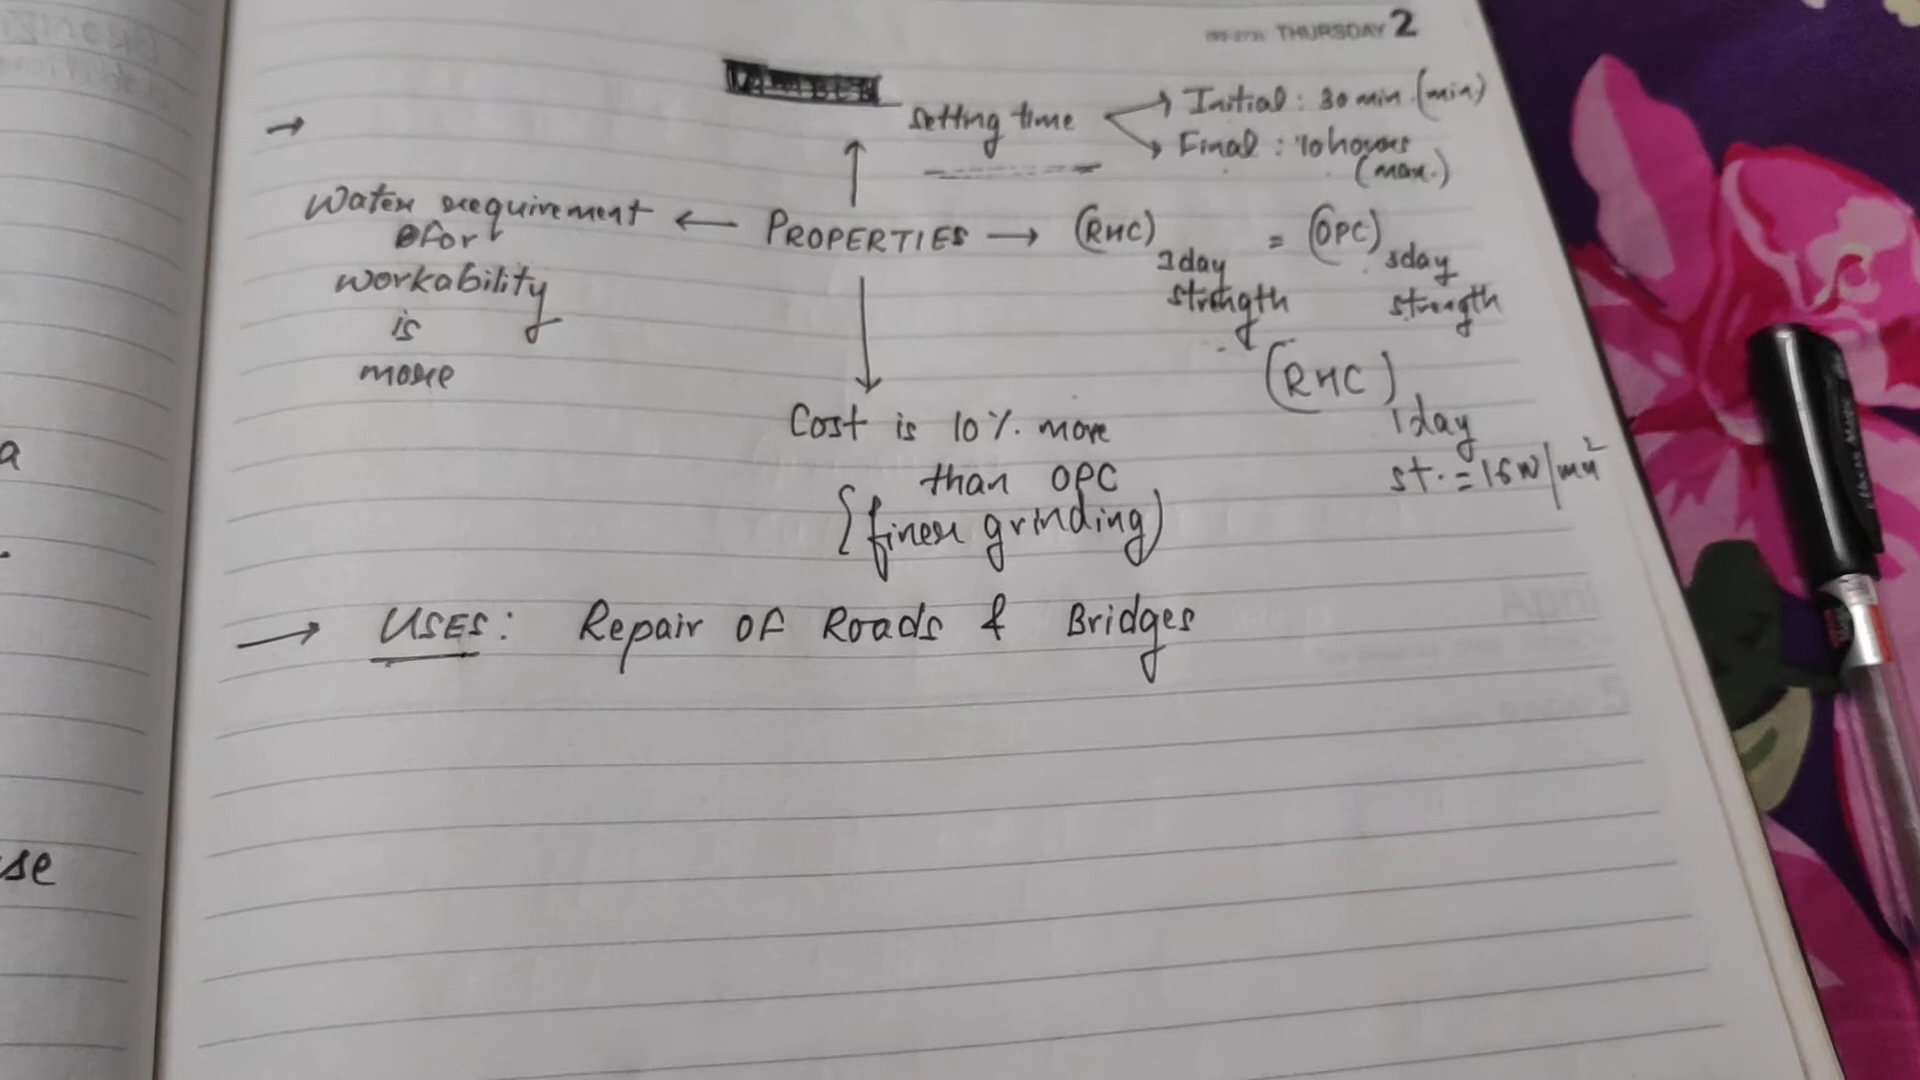 THURSDAY 2
→ setting time → Initial : 30 min. (min)
→ Final : 10 hours
(max.)
Water requirement ← PROPERTIES → (RHC) 1day strength = (OPC) 3day strength
for
workability
is
more
(RHC)
1day
st. = 16N/mm²
Cost is 10% more
than OPC
{finer grinding)
→ USES: Repair of Roads & Bridges
a
se